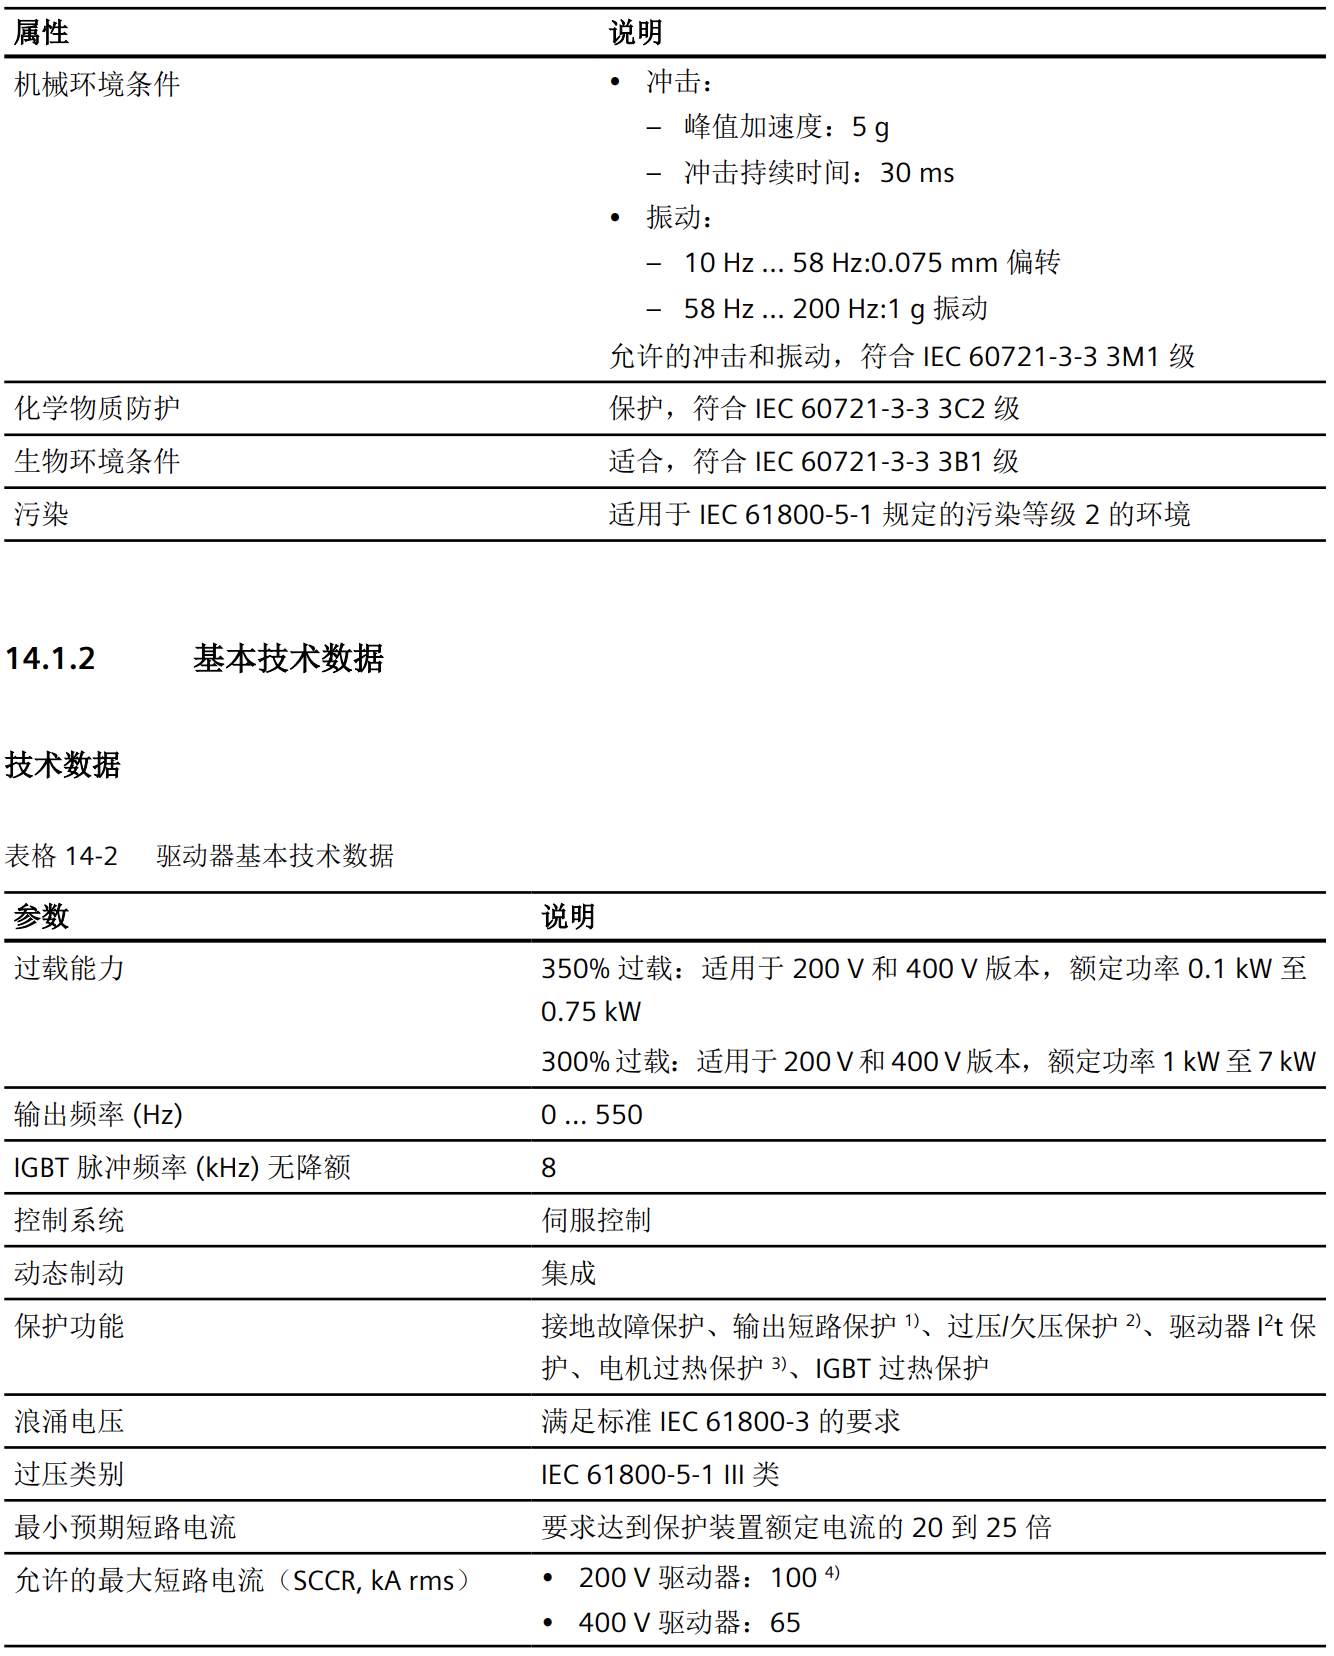 属性 说明
机械环境条件 • 冲击：
– 峰值加速度：5 g
– 冲击持续时间：30 ms
• 振动：
– 10 Hz ... 58 Hz:0.075 mm 偏转
– 58 Hz ... 200 Hz:1 g 振动
允许的冲击和振动，符合 IEC 60721-3-3 3M1 级
化学物质防护 保护，符合 IEC 60721-3-3 3C2 级
生物环境条件 适合，符合 IEC 60721-3-3 3B1 级
污染 适用于 IEC 61800-5-1 规定的污染等级 2 的环境
14.1.2 基本技术数据
技术数据
表格 14-2 驱动器基本技术数据
参数 说明
过载能力 350% 过载：适用于 200 V 和 400 V 版本，额定功率 0.1 kW 至
0.75 kW
300% 过载：适用于 200 V 和 400 V 版本，额定功率 1 kW 至 7 kW
输出频率 (Hz) 0 ... 550
IGBT 脉冲频率 (kHz) 无降额 8
控制系统 伺服控制
动态制动 集成
保护功能 接地故障保护、输出短路保护 1)、过压/欠压保护 2)、驱动器 I²t 保
护、电机过热保护 3)、IGBT 过热保护
浪涌电压 满足标准 IEC 61800-3 的要求
过压类别 IEC 61800-5-1 III 类
最小预期短路电流 要求达到保护装置额定电流的 20 到 25 倍
允许的最大短路电流（SCCR, kA rms） • 200 V 驱动器：100 4)
• 400 V 驱动器：65